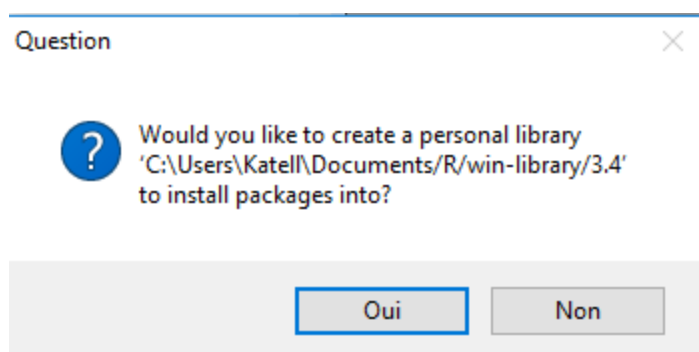 Question
?
Would you like to create a personal library
'C:\Users\Katell\Documents/R/win-library/3.4'
to install packages into?
Oui Non